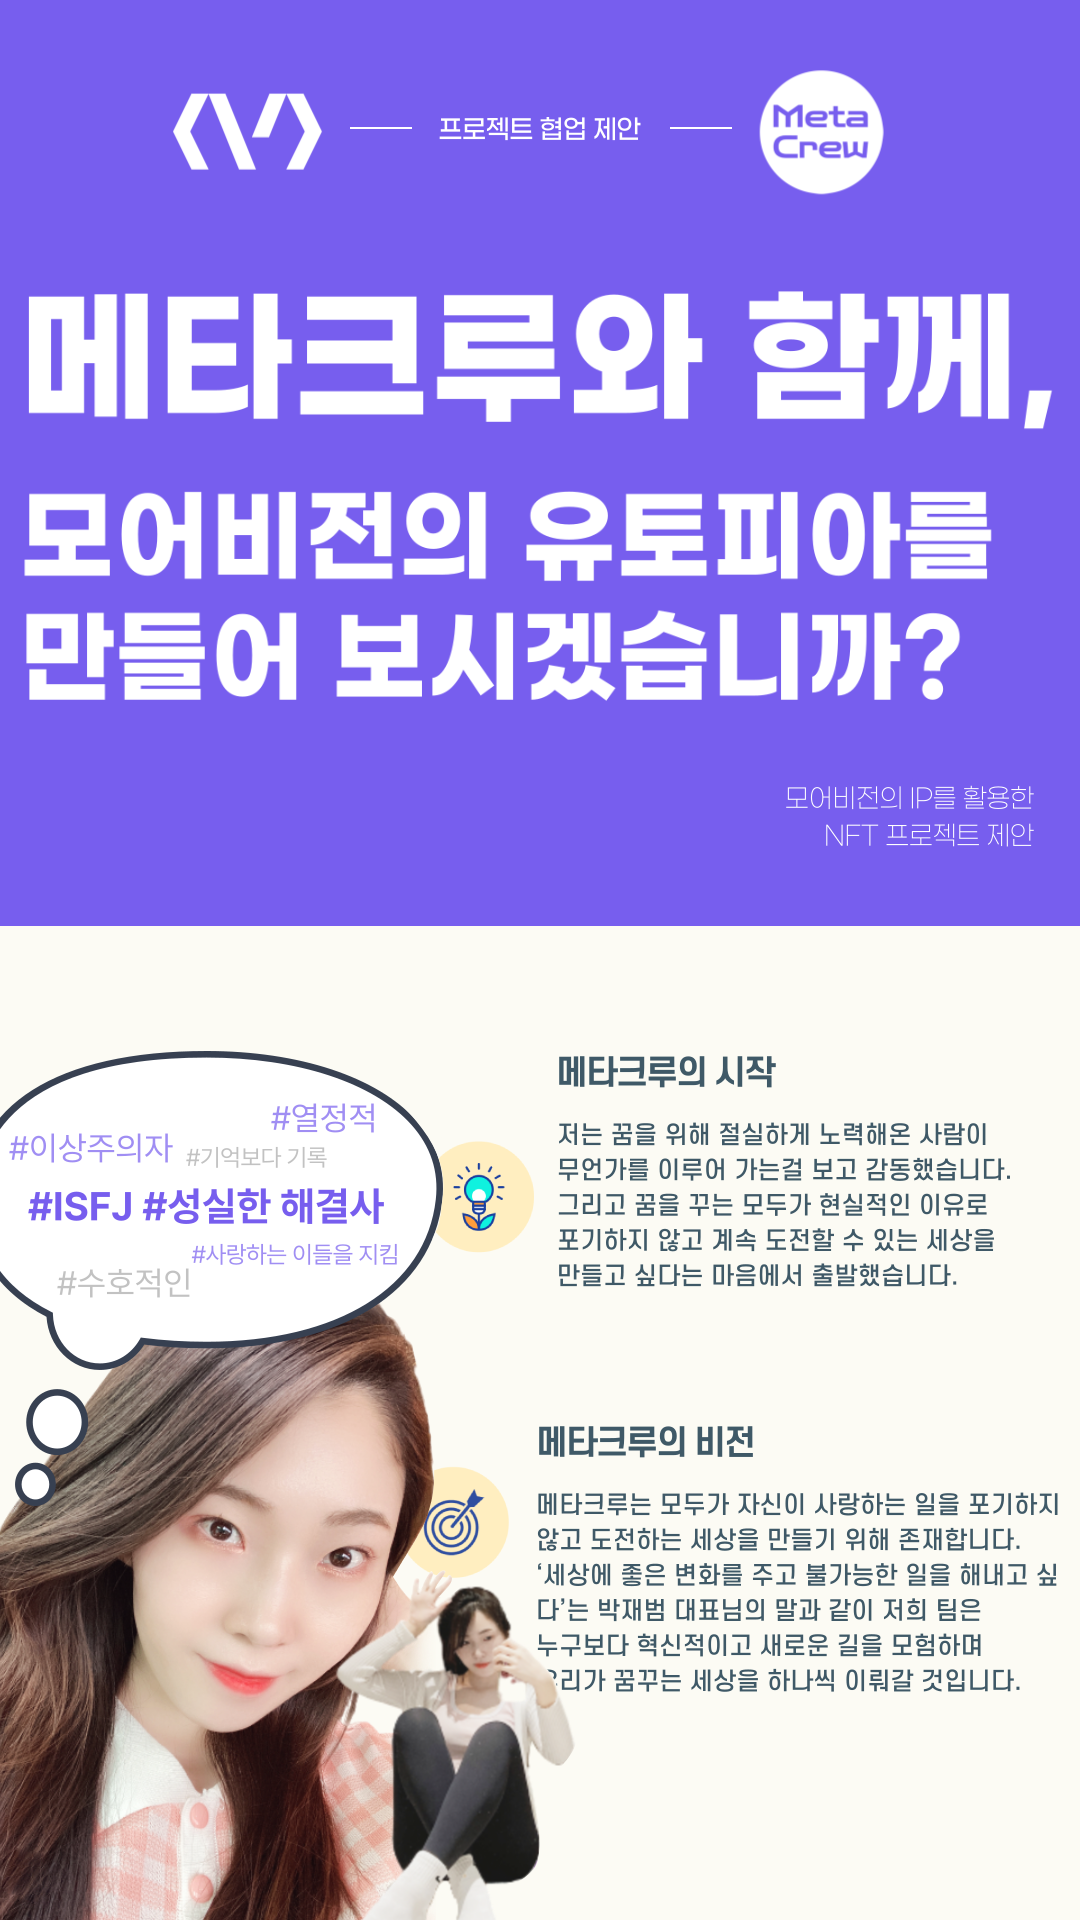 프로젝트 협업 제안
Meta
Crew
메타크루와 함께,
모어비전의 유토피아를
만들어 보시겠습니까?
모어비전의 IP를 활용한
NFT 프로젝트 제안
#열정적
#이상주의자 #기억보다 기록
#ISFJ #성실한 해결사
#사랑하는 이들을 지킴
#수호적인
메타크루의 시작
저는 꿈을 위해 절실하게 노력해온 사람이
무언가를 이루어 가는걸 보고 감동했습니다.
그리고 꿈을 꾸는 모두가 현실적인 이유로
포기하지 않고 계속 도전할 수 있는 세상을
만들고 싶다는 마음에서 출발했습니다.
메타크루의 비전
메타크루는 모두가 자신이 사랑하는 일을 포기하지
않고 도전하는 세상을 만들기 위해 존재합니다.
‘세상에 좋은 변화를 주고 불가능한 일을 해내고 싶
다’는 박재범 대표님의 말과 같이 저희 팀은
누구보다 혁신적이고 새로운 길을 모험하며
우리가 꿈꾸는 세상을 하나씩 이뤄갈 것입니다.